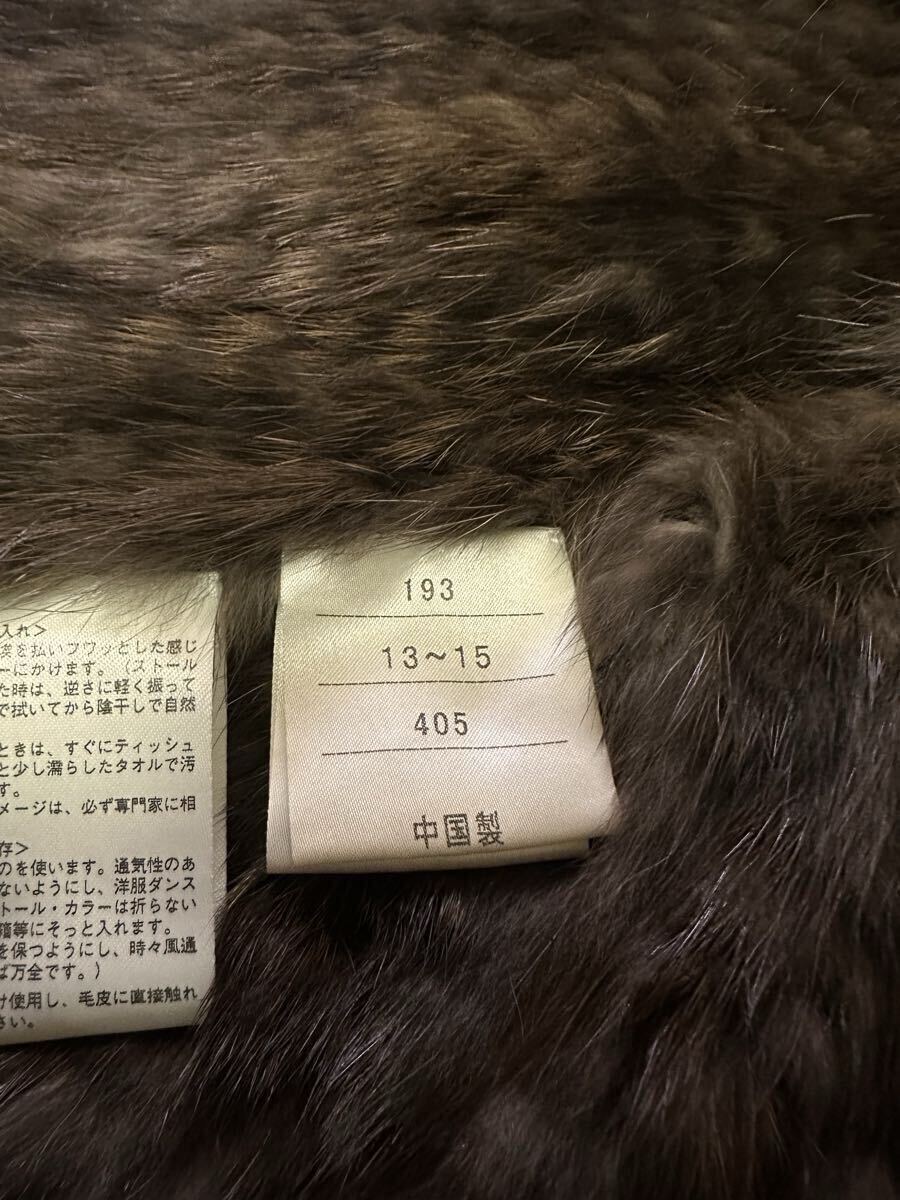 入れ>
埃を払いフワッとした感じ
ーにかけます。(ストール
た時は、逆さに軽く振って
で拭いてから陰干しで自然
ときは、すぐにティッシュ
と少し濡らしたタオルで汚
す。
メージは、必ず専門家に相
存>
のを使います。通気性のあ
ないようにし、洋服ダンス
トール・カラーは折らない
箱等にそっと入れます。
を保つようにし、時々風通
ば万全です。)
け使用し、毛皮に直接触れ
さい。
193
13~15
405
中国製